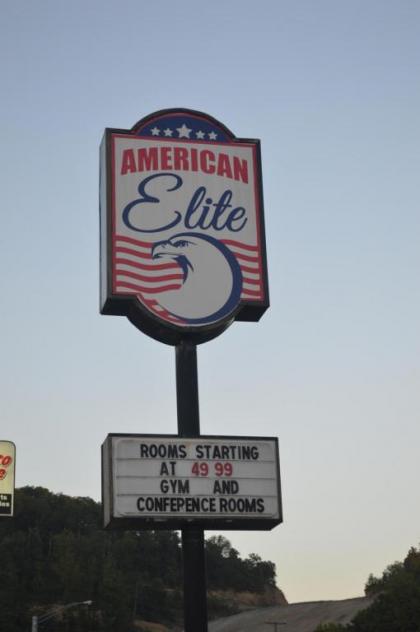 AMERICAN
Elite
ROOMS STARTING
AT 49 99
GYM AND
CONFEPENCE ROOMS